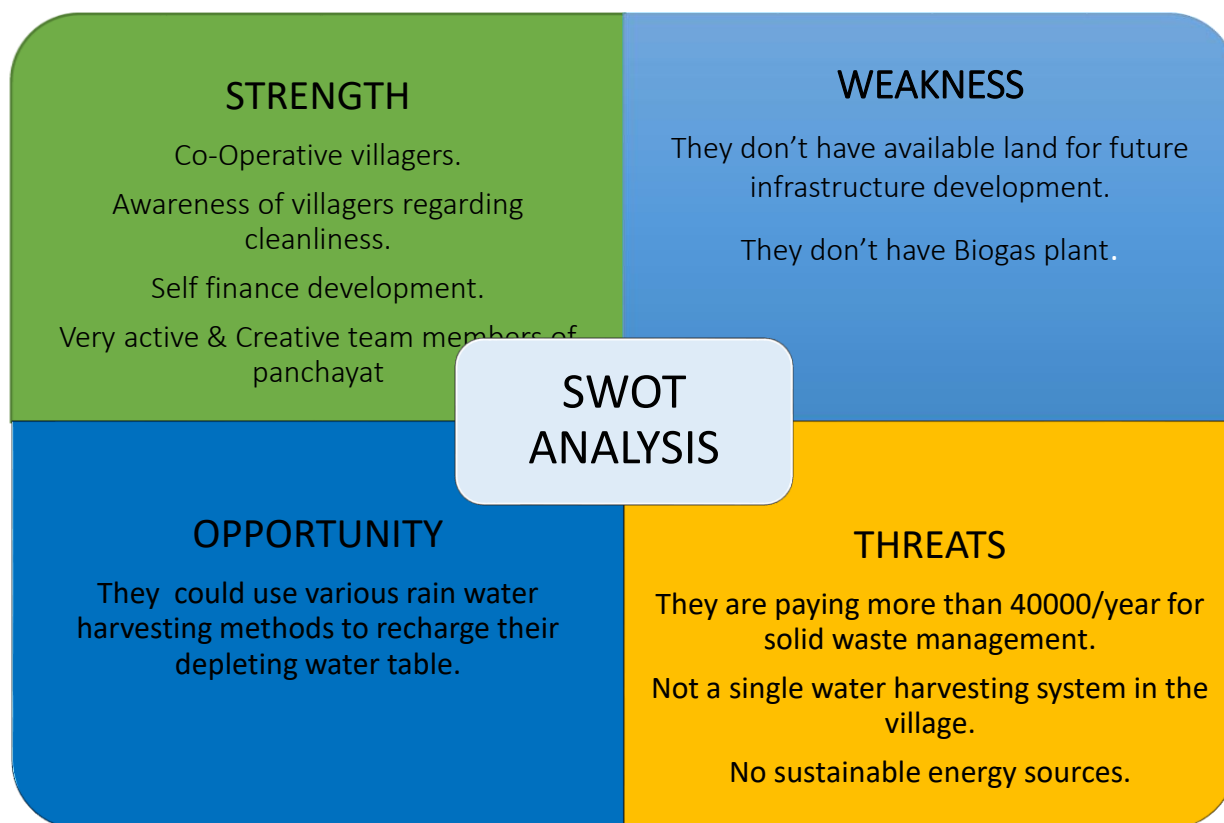 STRENGTH
Co-Operative villagers.
Awareness of villagers regarding
cleanliness.
Self finance development.
Very active & Creative team members of
panchayat
WEAKNESS
They don’t have available land for future
infrastructure development.
They don’t have Biogas plant.
SWOT
ANALYSIS
OPPORTUNITY
They could use various rain water
harvesting methods to recharge their
depleting water table.
THREATS
They are paying more than 40000/year for
solid waste management.
Not a single water harvesting system in the
village.
No sustainable energy sources.